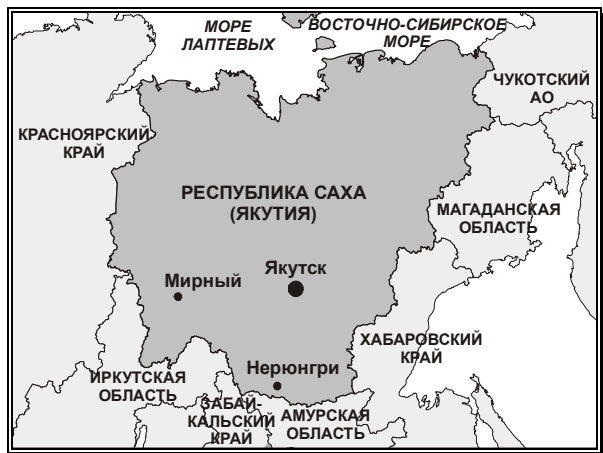 МОРЕ
ЛАПТЕВЫХ
ВОСТОЧНО-СИБИРСКОЕ
МОРЕ
ЧУКОТСКИЙ
АО
КРАСНОЯРСКИЙ
КРАЙ
РЕСПУБЛИКА САХА
(ЯКУТИЯ)
МАГАДАНСКАЯ
ОБЛАСТЬ
Якутск
Мирный
ХАБАРОВСКИЙ
КРАЙ
Нерюнгри
ИРКУТСКАЯ
ОБЛАСТЬ
ЗАБАЙ-
КАЛЬСКИЙ
КРАЙ
АМУРСКАЯ
ОБЛАСТЬ